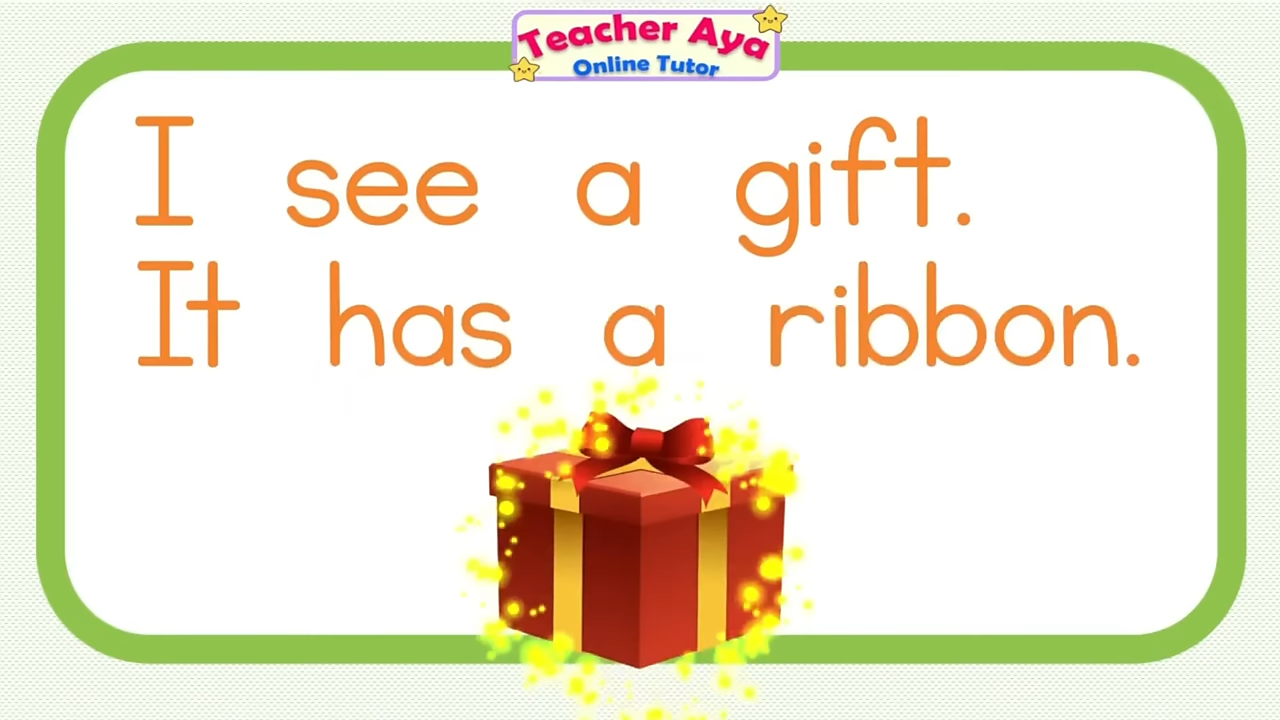 Teacher Aya
Online Tutor
I see a gift.
It has a ribbon.